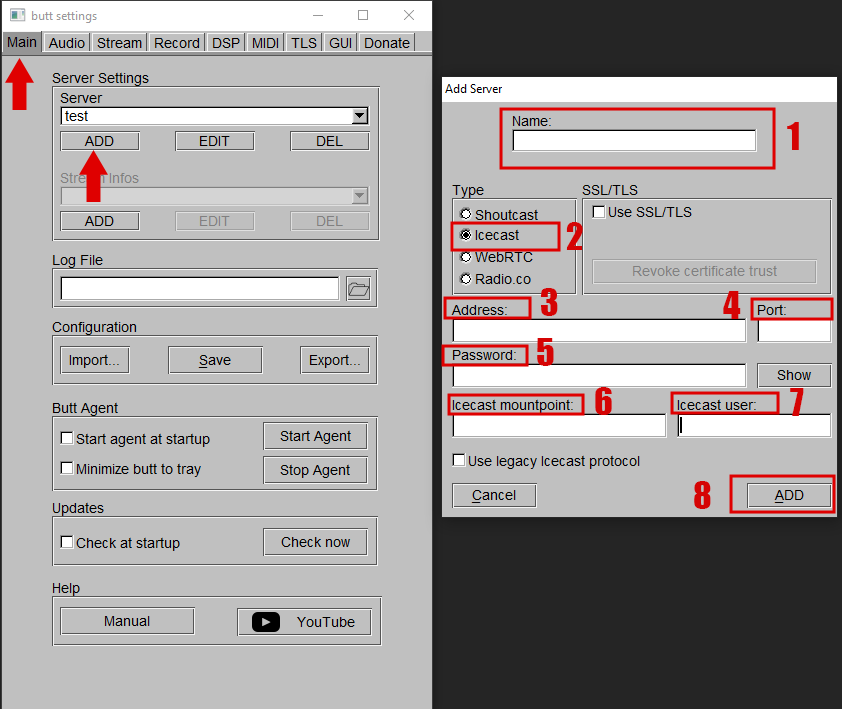 butt settings
Main Audio Stream Record DSP MIDI TLS GUI Donate
Server Settings
Server
test
ADD EDIT DEL
Stream Infos
ADD EDIT DEL
Log File
Configuration
Import... Save Export...
Butt Agent
Start agent at startup Start Agent
Minimize butt to tray Stop Agent
Updates
Check at startup Check now
Help
Manual YouTube
Add Server
Name: 1
Type SSL/TLS
Shoutcast Use SSL/TLS
Icecast 2
WebRTC
Revoke certificate trust
Radio.co
Address: 3 4 Port:
Password: 5
Show
Icecast mountpoint: 6 Icecast user: 7
Use legacy Icecast protocol
Cancel 8 ADD